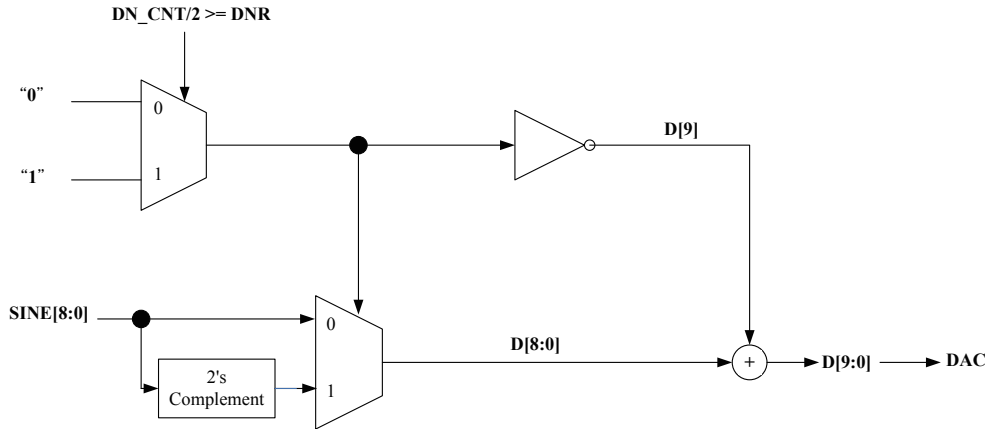 DN_CNT/2 >= DNR
“0”
0
“1”
1
D[9]
SINE[8:0]
0
2's
Complement
1
D[8:0]
+
D[9:0]
DAC